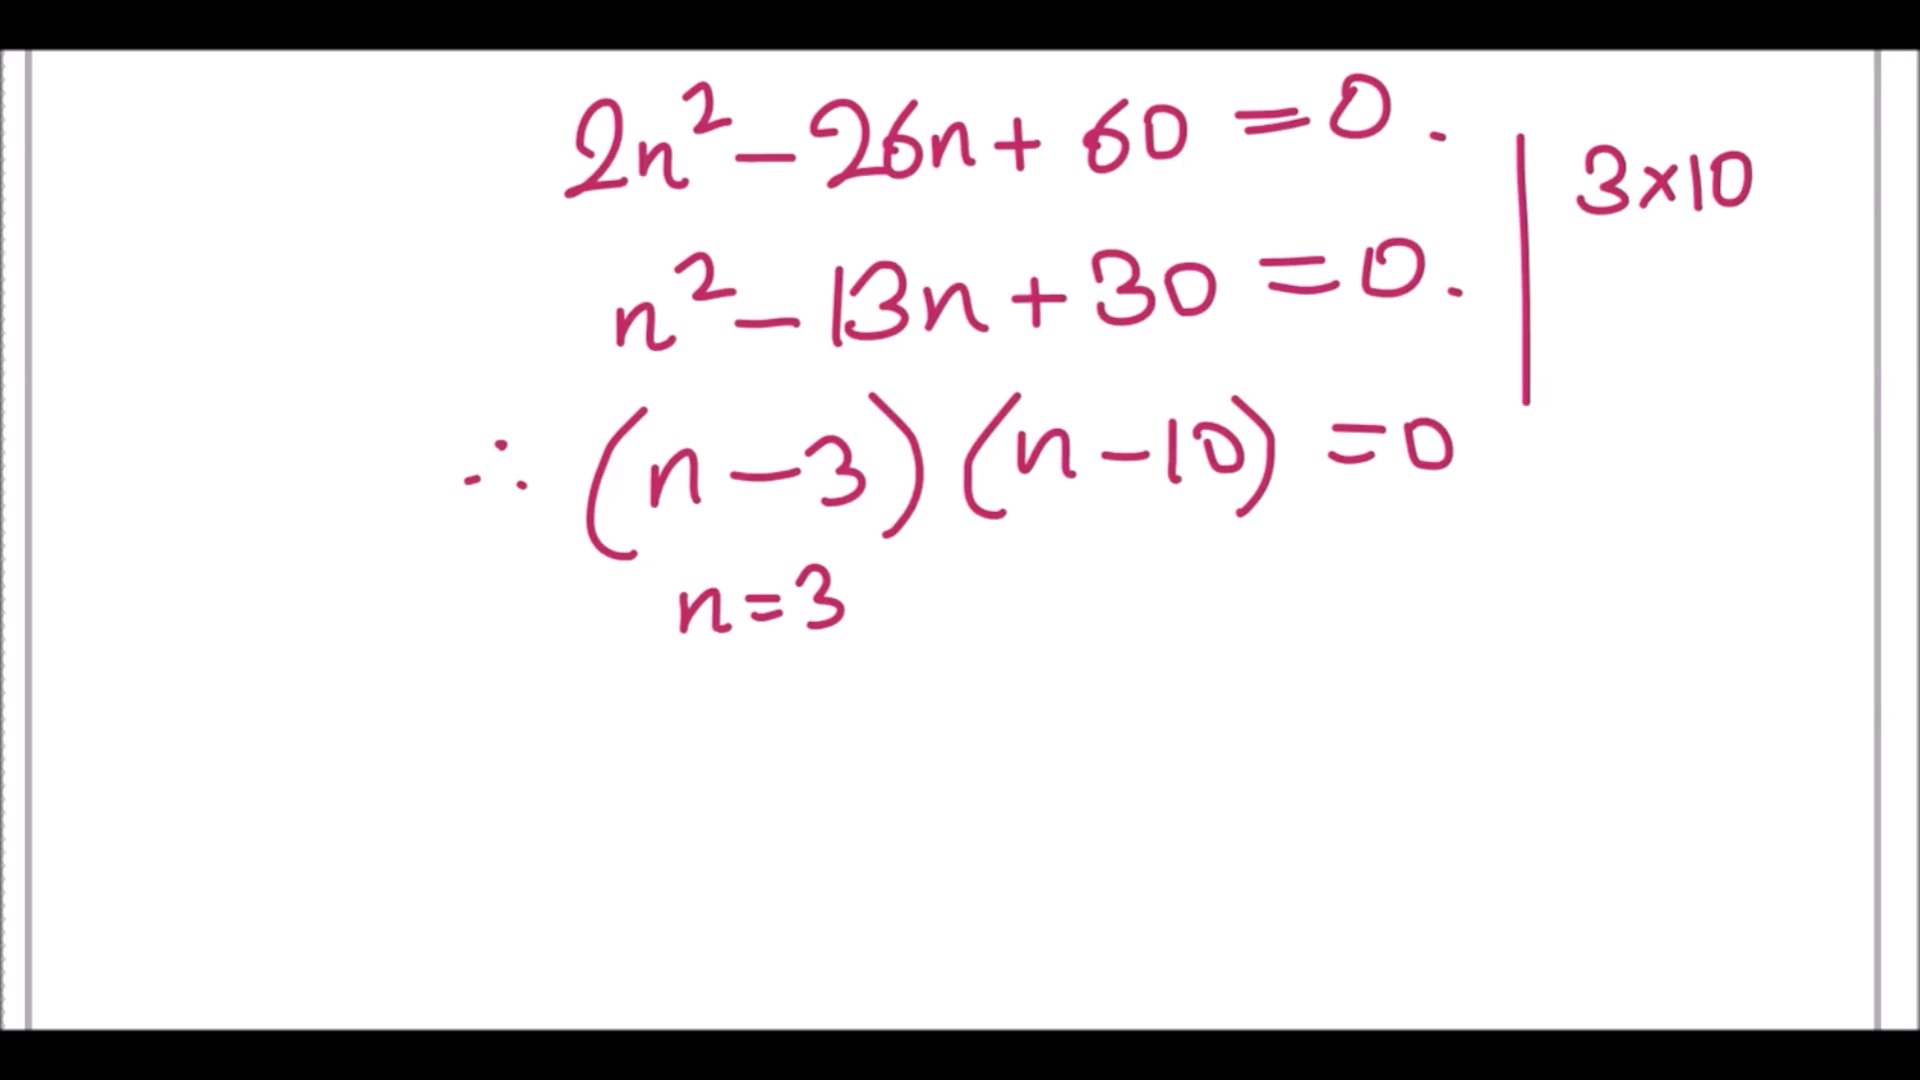 2n² – 26n + 60 = 0.
3×10
n² – 13n + 30 = 0.
∴ (n – 3) (n – 10) = 0
n = 3